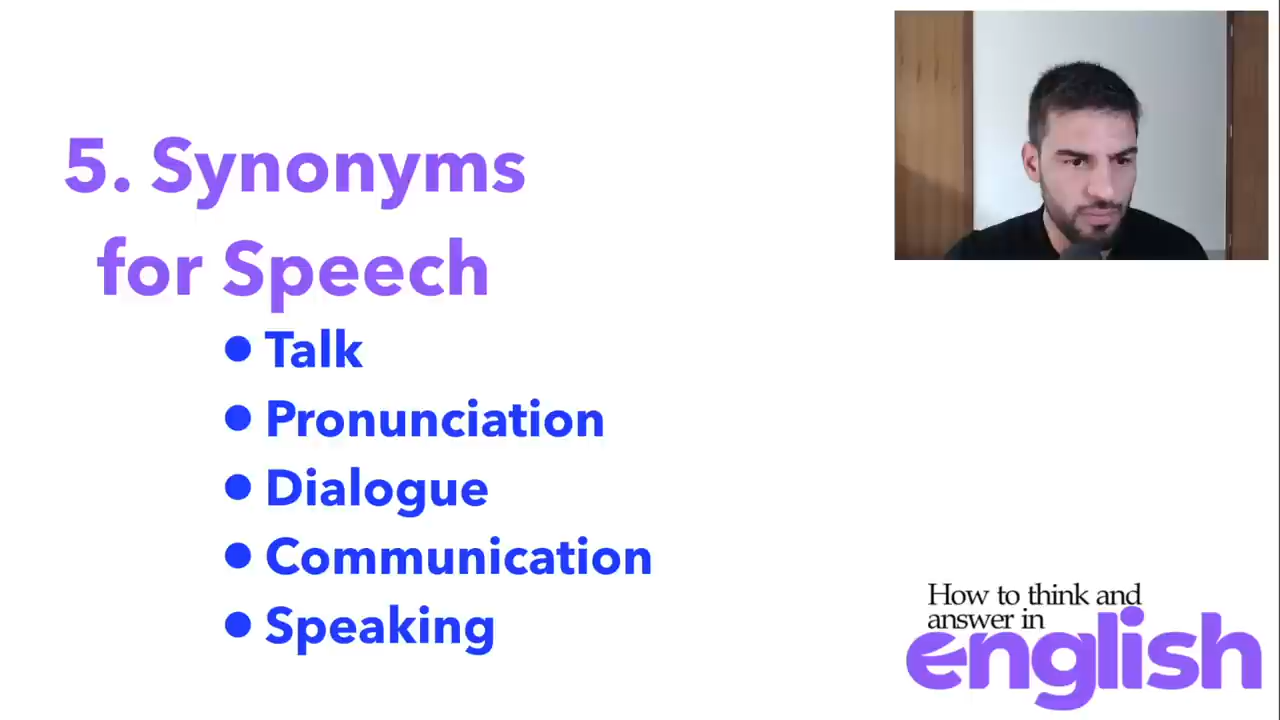 5. Synonyms
for Speech
• Talk
• Pronunciation
• Dialogue
• Communication
• Speaking
How to think and
answer in
english